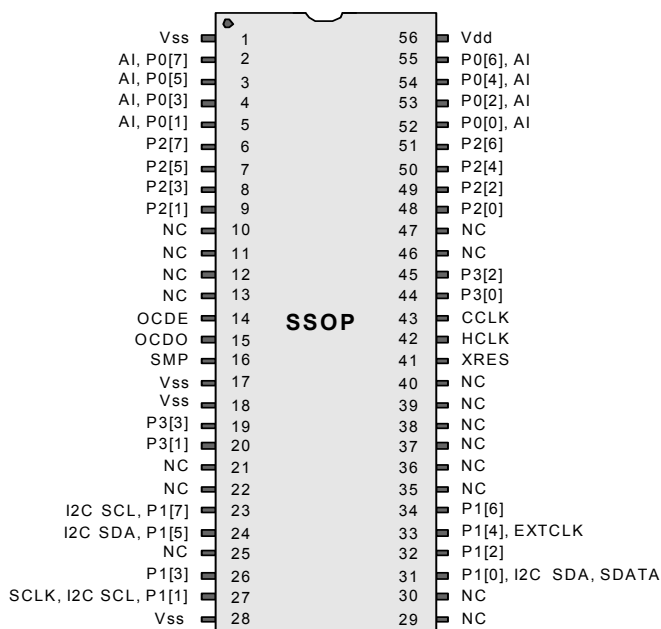 Vss 1 56 Vdd
AI, P0[7] 2 55 P0[6], AI
AI, P0[5] 3 54 P0[4], AI
AI, P0[3] 4 53 P0[2], AI
AI, P0[1] 5 52 P0[0], AI
P2[7] 6 51 P2[6]
P2[5] 7 50 P2[4]
P2[3] 8 49 P2[2]
P2[1] 9 48 P2[0]
NC 10 47 NC
NC 11 46 NC
NC 12 45 P3[2]
NC 13 44 P3[0]
OCDE 14 SSOP 43 CCLK
OCDO 15 42 HCLK
SMP 16 41 XRES
Vss 17 40 NC
Vss 18 39 NC
P3[3] 19 38 NC
P3[1] 20 37 NC
NC 21 36 NC
NC 22 35 NC
I2C SCL, P1[7] 23 34 P1[6]
I2C SDA, P1[5] 24 33 P1[4], EXTCLK
NC 25 32 P1[2]
P1[3] 26 31 P1[0], I2C SDA, SDATA
SCLK, I2C SCL, P1[1] 27 30 NC
Vss 28 29 NC